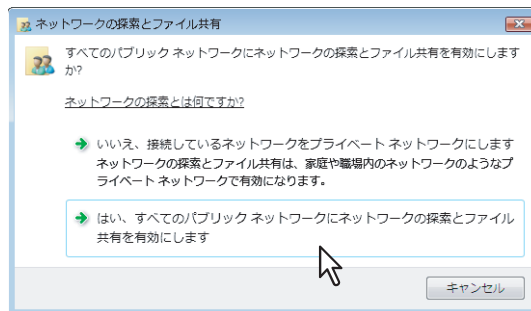 ネットワークの探索とファイル共有
すべてのパブリック ネットワークにネットワークの探索とファイル共有を有効にします
か?
ネットワークの探索とは何ですか?
いいえ、接続しているネットワークをプライベート ネットワークにします
ネットワークの探索とファイル共有は、家庭や職場内のネットワークのようなプ
ライベート ネットワークで有効になります。
はい、すべてのパブリック ネットワークにネットワークの探索とファイル
共有を有効にします
キャンセル